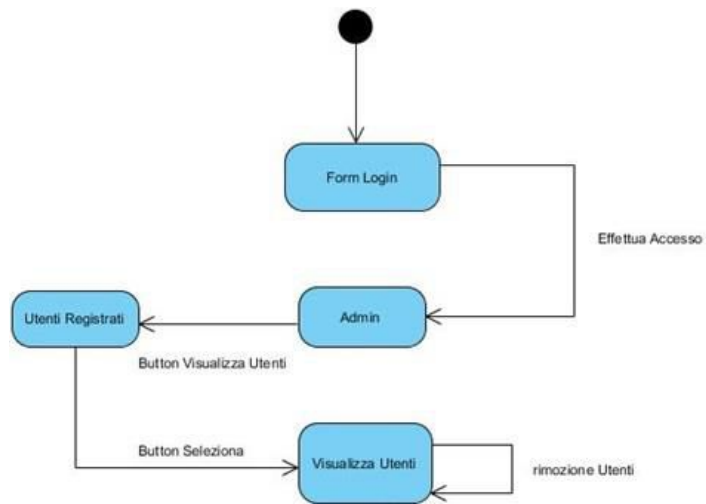 Form Login
Effettua Accesso
Utenti Registrati
Admin
Button Visualizza Utenti
Button Seleziona
Visualizza Utenti
rimozione Utenti